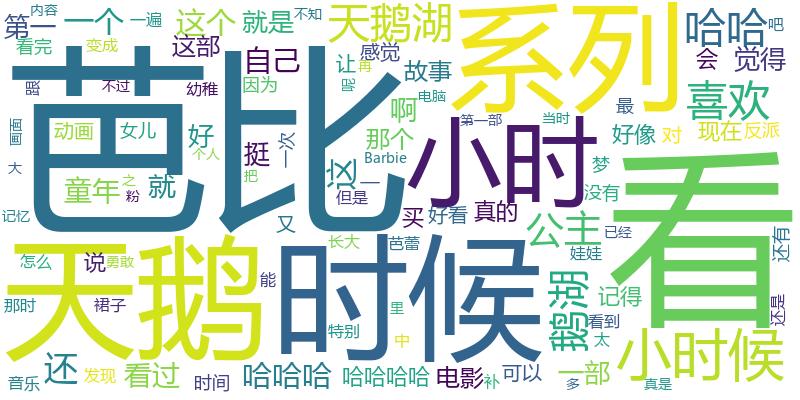 内容
第一
一个
一遍
就是
不知
天鹅湖
系列
哈哈
吧
看完
变成
这部
自己
感觉
让
再
会
觉得
跟
不过
幼稚
因为
呢
故事
电脑
最
喜欢
芭比
画面
动画
女儿
好
挺
一次
那个
啊
小时
第一部
当时
好像
对
现在
反派
大
个人
这
Barbie
看
童年
之
粉
就
把
一
但是
买
好看
真的
梦
没有
记忆
又
公主
已经
还有
天鹅
时候
长大
芭蕾
娃娃
怎么
说
勇敢
能
鹅湖
记得
那时
裙子
里
看到
还是
特别
中
太
小时候
音乐
还
发现
看过
时间
哈哈哈
哈哈哈哈
电影
补
可以
一部
多
真是